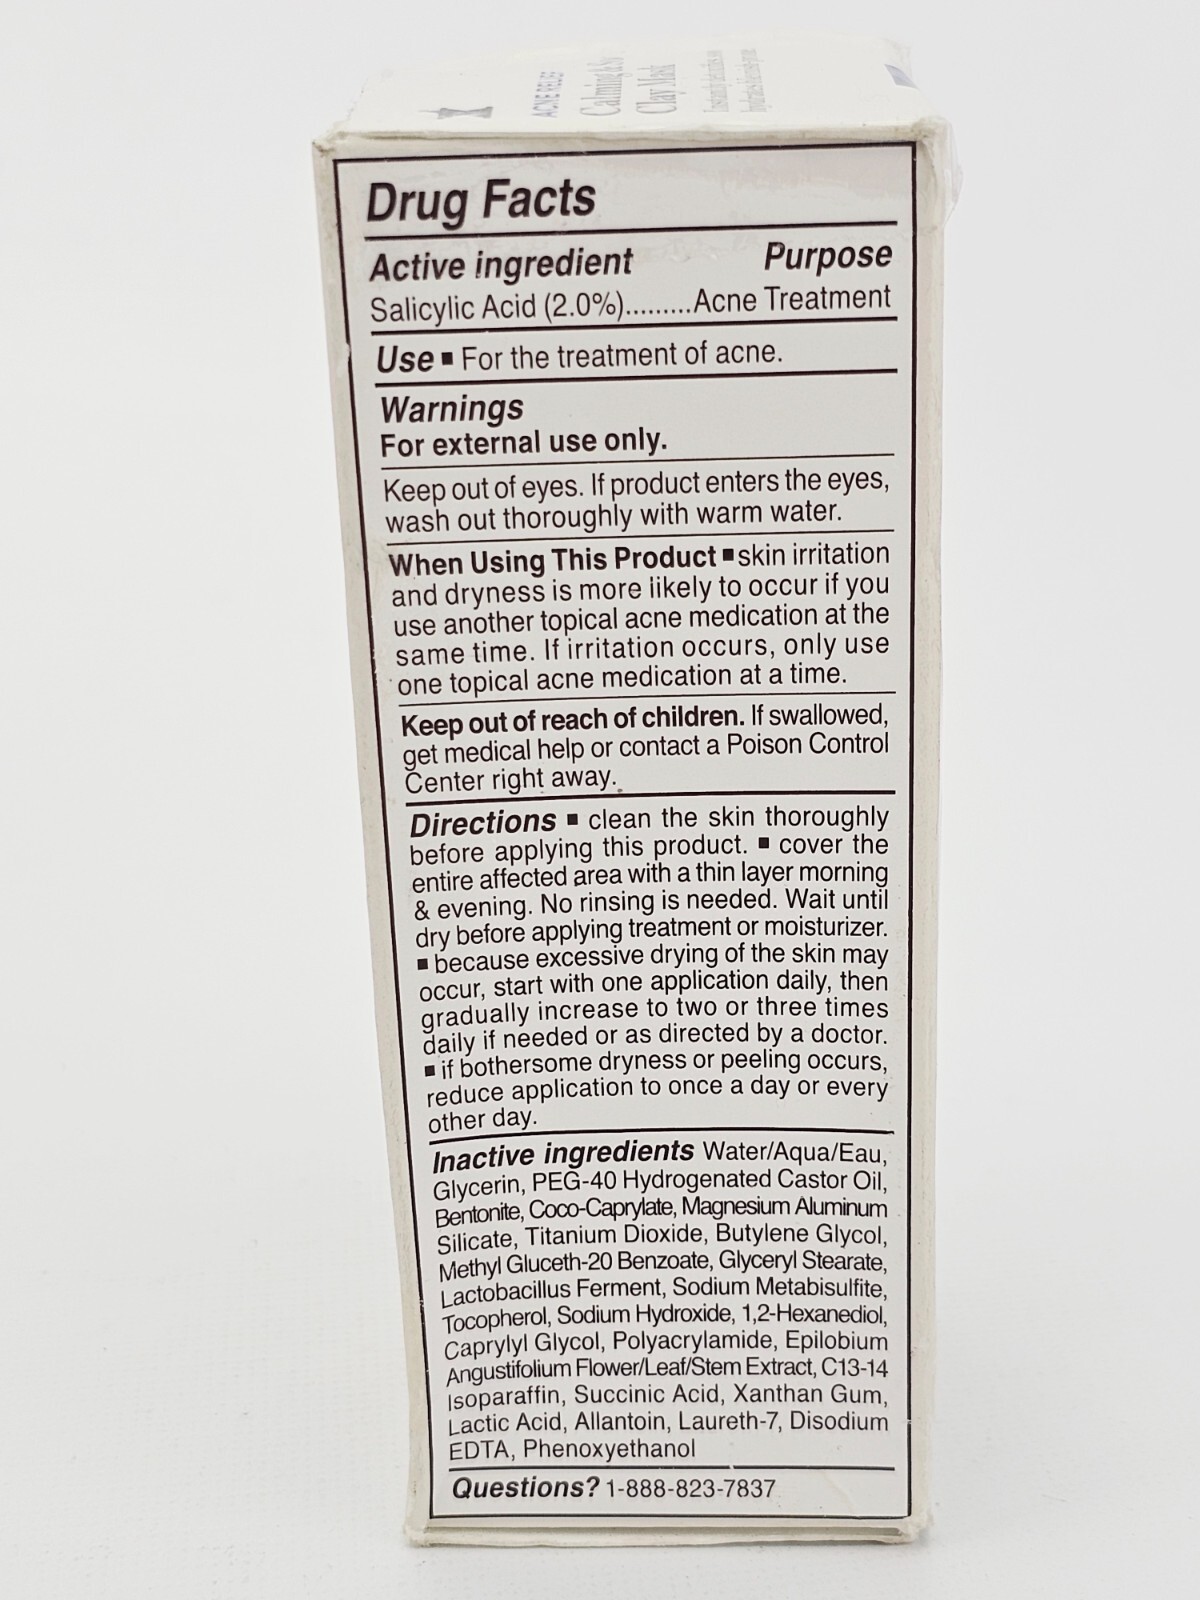 ACNE RELIEF
Calming &
Clay Mask
Drug Facts
Active ingredient Purpose
Salicylic Acid (2.0%).........Acne Treatment
Use ▪ For the treatment of acne.
Warnings
For external use only.
Keep out of eyes. If product enters the eyes,
wash out thoroughly with warm water.
When Using This Product ▪ skin irritation
and dryness is more likely to occur if you
use another topical acne medication at the
same time. If irritation occurs, only use
one topical acne medication at a time.
Keep out of reach of children. If swallowed,
get medical help or contact a Poison Control
Center right away.
Directions ▪ clean the skin thoroughly
before applying this product. ▪ cover the
entire affected area with a thin layer morning
& evening. No rinsing is needed. Wait until
dry before applying treatment or moisturizer.
▪ because excessive drying of the skin may
occur, start with one application daily, then
gradually increase to two or three times
daily if needed or as directed by a doctor.
▪ if bothersome dryness or peeling occurs,
reduce application to once a day or every
other day.
Inactive ingredients Water/Aqua/Eau,
Glycerin, PEG-40 Hydrogenated Castor Oil,
Bentonite, Coco-Caprylate, Magnesium Aluminum
Silicate, Titanium Dioxide, Butylene Glycol,
Methyl Gluceth-20 Benzoate, Glyceryl Stearate,
Lactobacillus Ferment, Sodium Metabisulfite,
Tocopherol, Sodium Hydroxide, 1,2-Hexanediol,
Caprylyl Glycol, Polyacrylamide, Epilobium
Angustifolium Flower/Leaf/Stem Extract, C13-14
Isoparaffin, Succinic Acid, Xanthan Gum,
Lactic Acid, Allantoin, Laureth-7, Disodium
EDTA, Phenoxyethanol
Questions? 1-888-823-7837